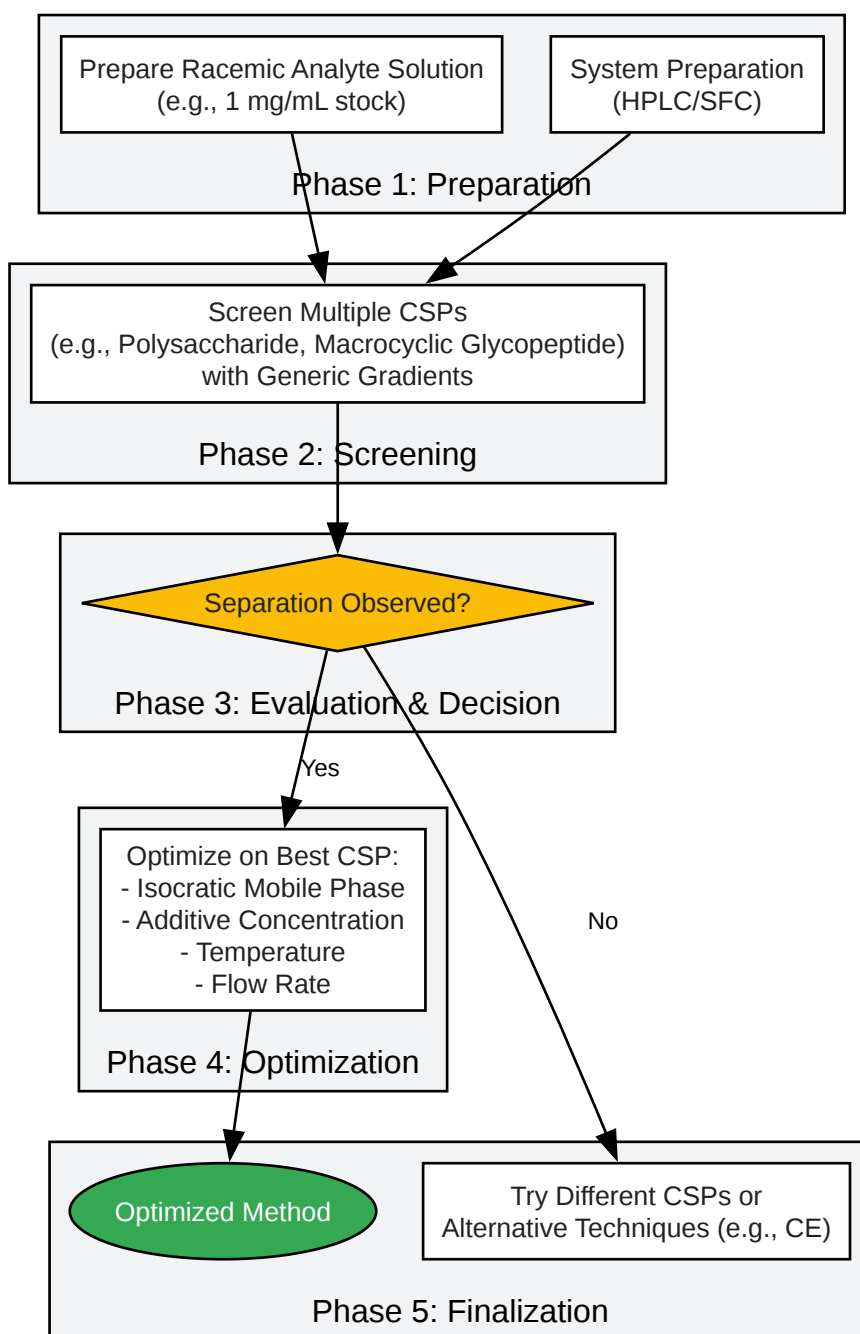 Prepare Racemic Analyte Solution
(e.g., 1 mg/mL stock)
System Preparation
(HPLC/SFC)
Phase 1: Preparation
Screen Multiple CSPs
(e.g., Polysaccharide, Macrocyclic Glycopeptide)
with Generic Gradients
Phase 2: Screening
Separation Observed?
Phase 3: Evaluation & Decision
Yes
Optimize on Best CSP:
- Isocratic Mobile Phase
- Additive Concentration
- Temperature
- Flow Rate
No
Phase 4: Optimization
Optimized Method
Try Different CSPs or
Alternative Techniques (e.g., CE)
Phase 5: Finalization